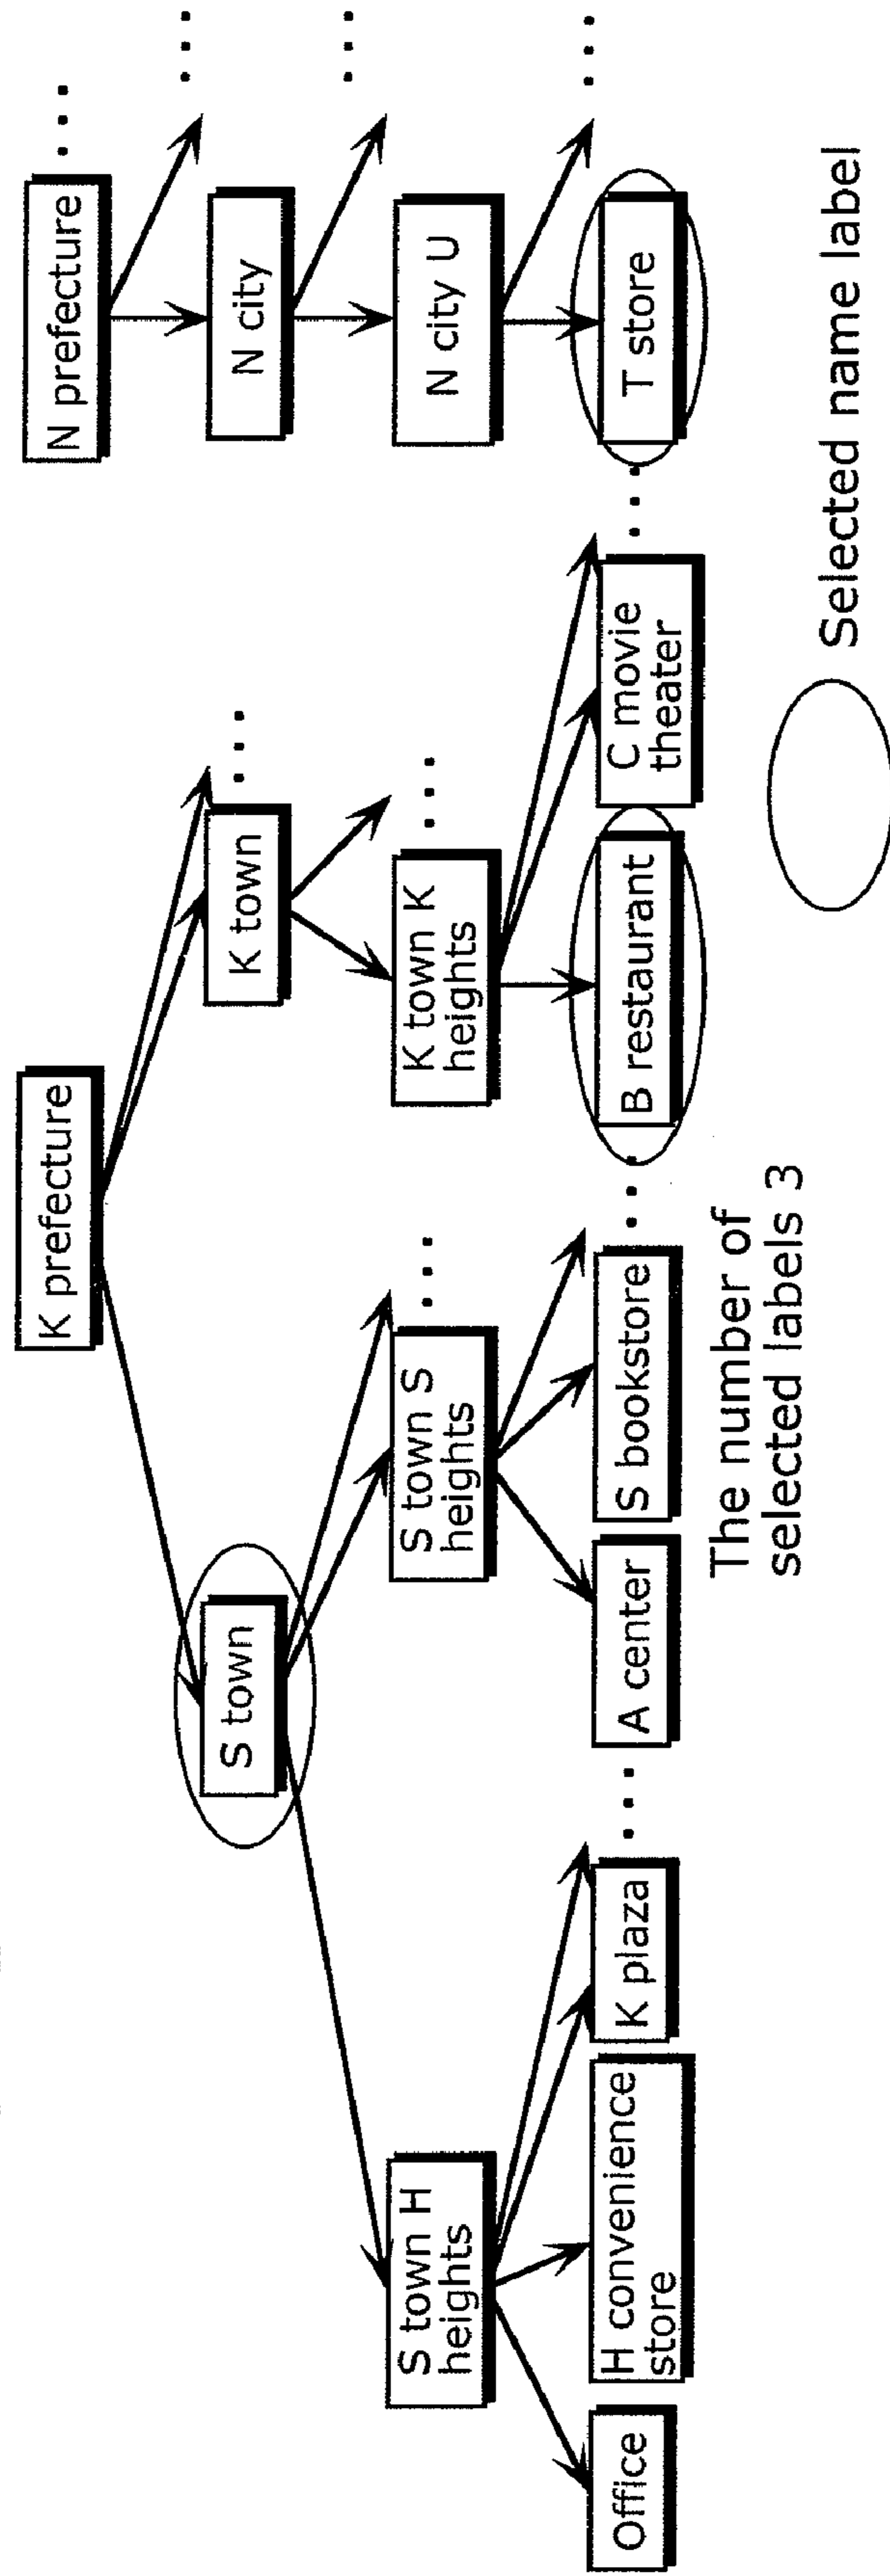 K prefecture
N prefecture
S town
K town
N city
S town H
heights
S town S
heights
K town K
heights
N city U
Office
H convenience
store
K plaza
A center
S bookstore
B restaurant
C movie
theater
T store
The number of
selected labels 3
Selected name label